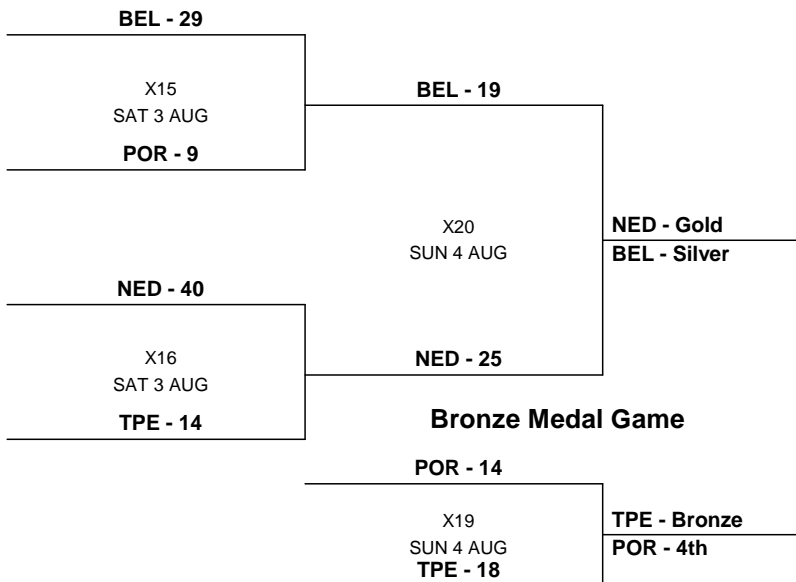 BEL - 29
X15
SAT 3 AUG
POR - 9
BEL - 19
X20
SUN 4 AUG
NED - Gold
BEL - Silver
NED - 40
X16
SAT 3 AUG
TPE - 14
NED - 25
Bronze Medal Game
POR - 14
X19
SUN 4 AUG
TPE - 18
TPE - Bronze
POR - 4th